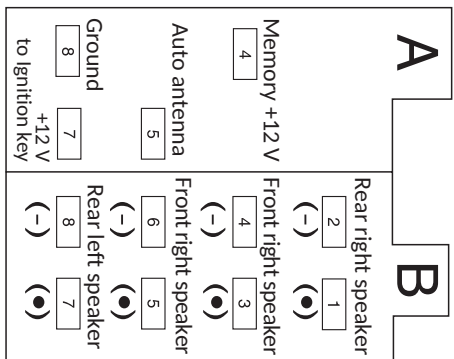 A
Memory +12 V
4
Auto antenna
5
Ground
8 7
+12 V
to Ignition key
B
Rear right speaker
2 1
(-) (●)
Front right speaker
4 3
(-) (●)
Front right speaker
6 5
(-) (●)
Rear left speaker
8 7
(-) (●)